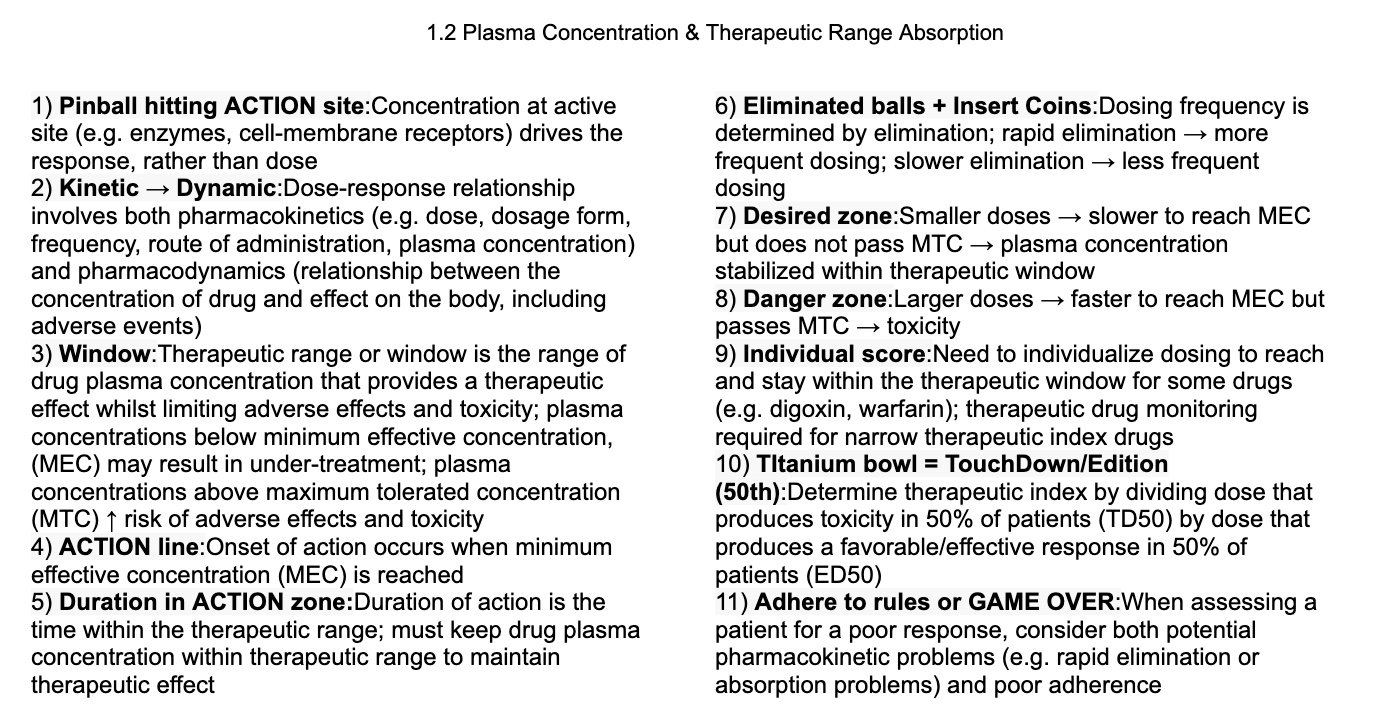 1.2 Plasma Concentration & Therapeutic Range Absorption
1) Pinball hitting ACTION site:Concentration at active
site (e.g. enzymes, cell-membrane receptors) drives the
response, rather than dose
2) Kinetic → Dynamic:Dose-response relationship
involves both pharmacokinetics (e.g. dose, dosage form,
frequency, route of administration, plasma concentration)
and pharmacodynamics (relationship between the
concentration of drug and effect on the body, including
adverse events)
3) Window:Therapeutic range or window is the range of
drug plasma concentration that provides a therapeutic
effect whilst limiting adverse effects and toxicity; plasma
concentrations below minimum effective concentration,
(MEC) may result in under-treatment; plasma
concentrations above maximum tolerated concentration
(MTC) ↑ risk of adverse effects and toxicity
4) ACTION line:Onset of action occurs when minimum
effective concentration (MEC) is reached
5) Duration in ACTION zone:Duration of action is the
time within the therapeutic range; must keep drug plasma
concentration within therapeutic range to maintain
therapeutic effect
6) Eliminated balls + Insert Coins:Dosing frequency is
determined by elimination; rapid elimination → more
frequent dosing; slower elimination → less frequent
dosing
7) Desired zone:Smaller doses → slower to reach MEC
but does not pass MTC → plasma concentration
stabilized within therapeutic window
8) Danger zone:Larger doses → faster to reach MEC but
passes MTC → toxicity
9) Individual score:Need to individualize dosing to reach
and stay within the therapeutic window for some drugs
(e.g. digoxin, warfarin); therapeutic drug monitoring
required for narrow therapeutic index drugs
10) TItanium bowl = TouchDown/Edition
(50th):Determine therapeutic index by dividing dose that
produces toxicity in 50% of patients (TD50) by dose that
produces a favorable/effective response in 50% of
patients (ED50)
11) Adhere to rules or GAME OVER:When assessing a
patient for a poor response, consider both potential
pharmacokinetic problems (e.g. rapid elimination or
absorption problems) and poor adherence